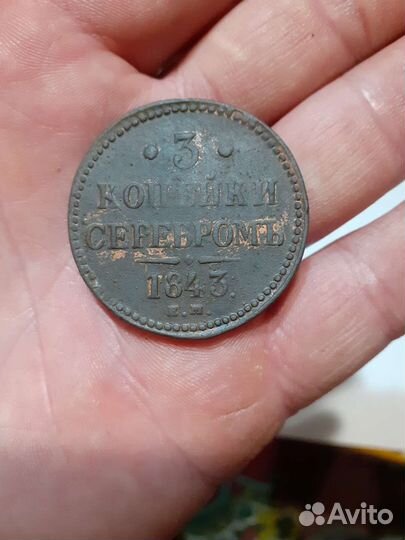 3
КОПѢЙКИ
СЕРЕБРОМЪ
1843.
Е.М.
Avito